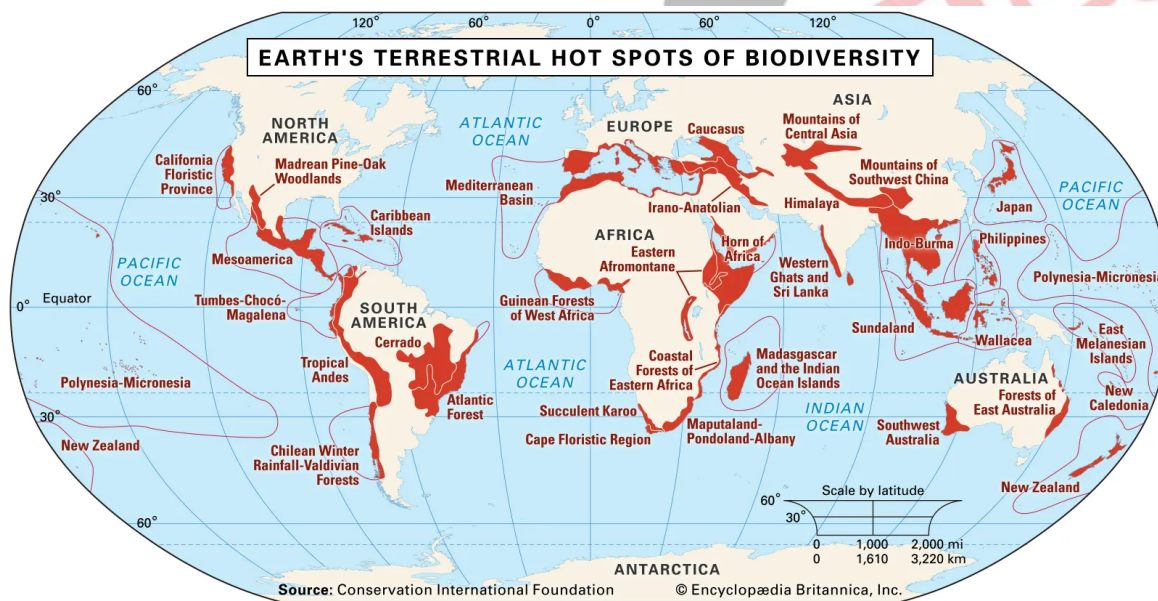 120°
60°
0°
60°
120°
EARTH'S TERRESTRIAL HOT SPOTS OF BIODIVERSITY
60°
ASIA
NORTH
AMERICA
ATLANTIC
OCEAN
EUROPE
Caucasus
Mountains of
Central Asia
California
Floristic
Province
Madrean Pine-Oak
Woodlands
Mountains of
Southwest China
Mediterranean
Basin
PACIFIC
OCEAN
30°
Irano-Anatolian
Himalaya
Japan
Caribbean
Islands
AFRICA
Horn of
Africa
Indo-Burma
Philippines
Mesoamerica
Eastern
Afromontane
Western
Ghats and
Sri Lanka
PACIFIC
OCEAN
Polynesia-Micronesia
0°
Equator
Tumbes-Chocó-
Magalena
SOUTH
AMERICA
Guinean Forests
of West Africa
Sundaland
Wallacea
East
Melanesian
Islands
Cerrado
Tropical
Andes
ATLANTIC
OCEAN
Coastal
Forests of
Eastern Africa
Madasgascar
and the Indian
Ocean Islands
Polynesia-Micronesia
AUSTRALIA
Forests of
East Australia
New
Caledonia
Atlantic
Forest
Succulent Karoo
INDIAN
OCEAN
30°
Cape Floristic Region
Maputaland-
Pondoland-Albany
Southwest
Australia
New Zealand
Chilean Winter
Rainfall-Valdivian
Forests
New Zealand
Scale by latitude
60°
30°
60°
0 1,000 2,000 mi
0 1,610 3,220 km
ANTARCTICA
Source: Conservation International Foundation
© Encyclopædia Britannica, Inc.